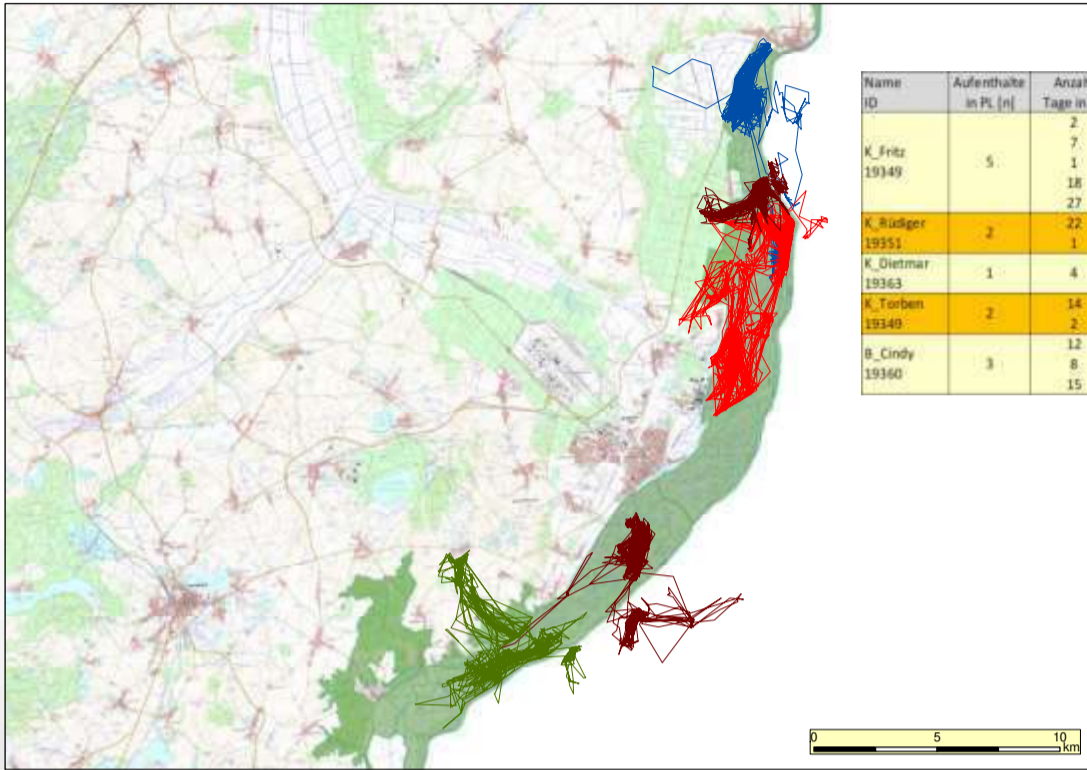 Name
ID
Aufenthalte
in PL [n[
Anzahl
Tage in
K_Fritz
19349
5
2
7
1
18
27
K_Rüdiger
19351
2
22
1
K_Dietmar
19363
1
4
K_Torben
19349
2
14
2
B_Cindy
19360
3
12
8
15
0 5 10
km